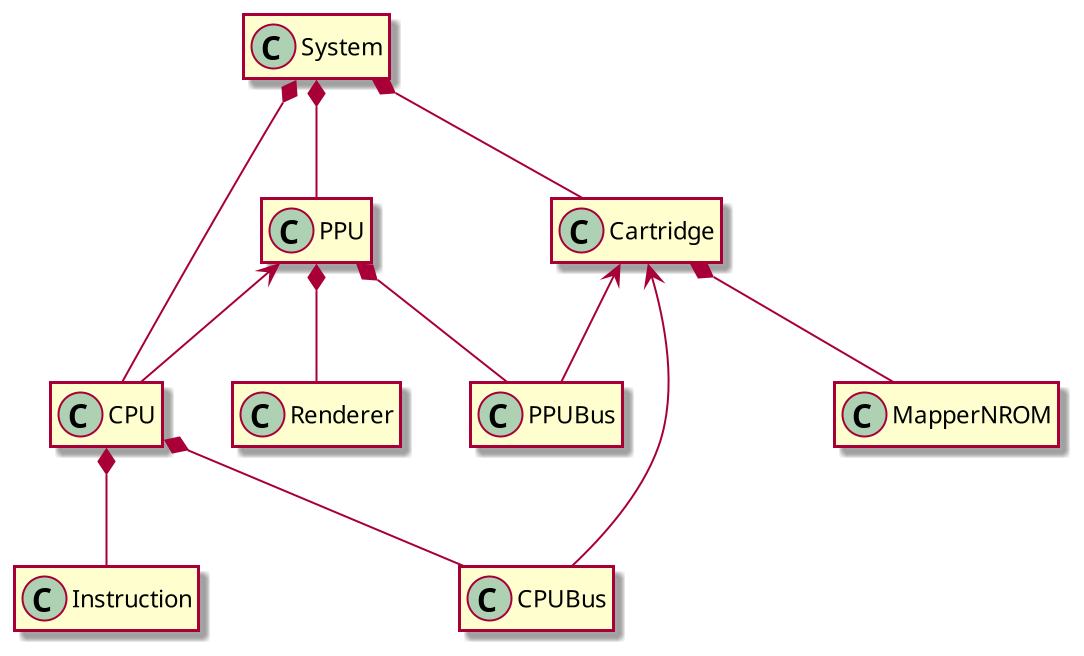 C System
C PPU
C Cartridge
C CPU
C Renderer
C PPUBus
C MapperNROM
C Instruction
C CPUBus